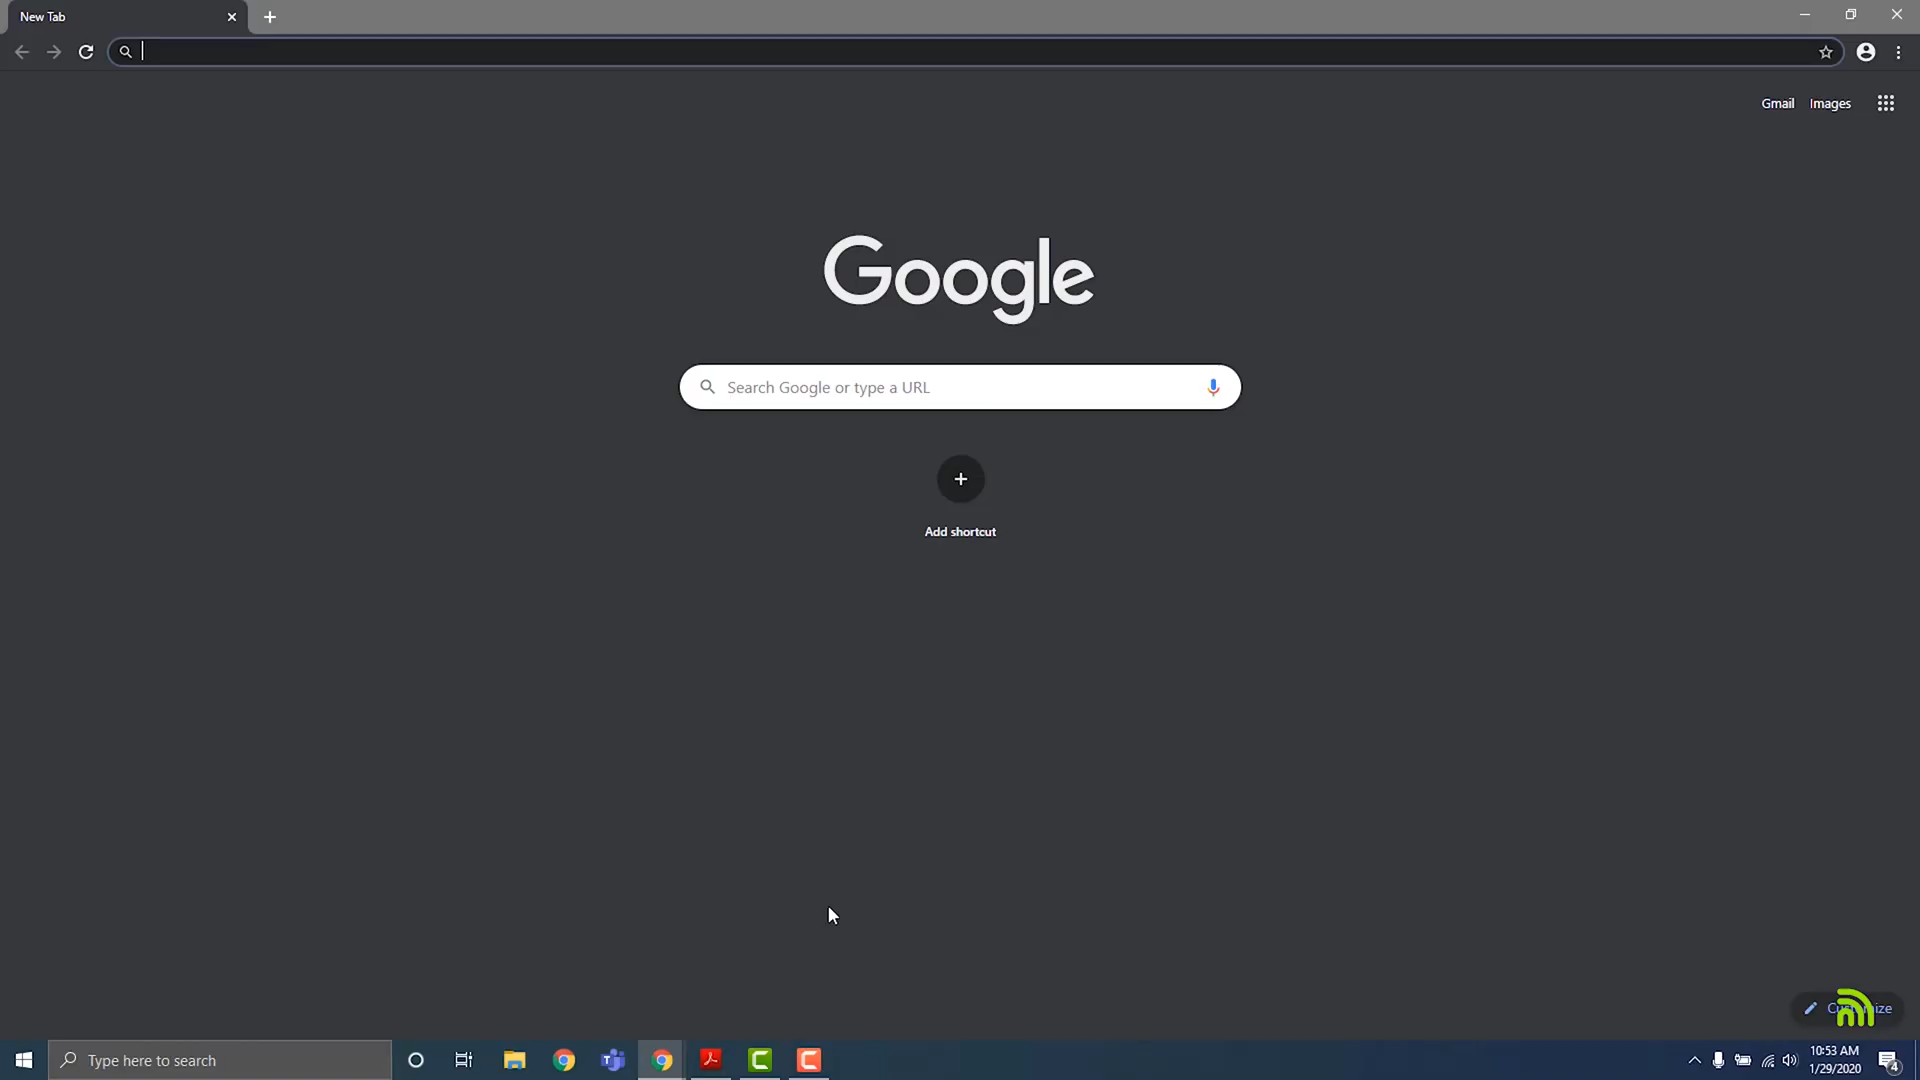 New Tab
Gmail Images
Google
Search Google or type a URL
Add shortcut
Type here to search
10:53 AM
1/29/2020
4